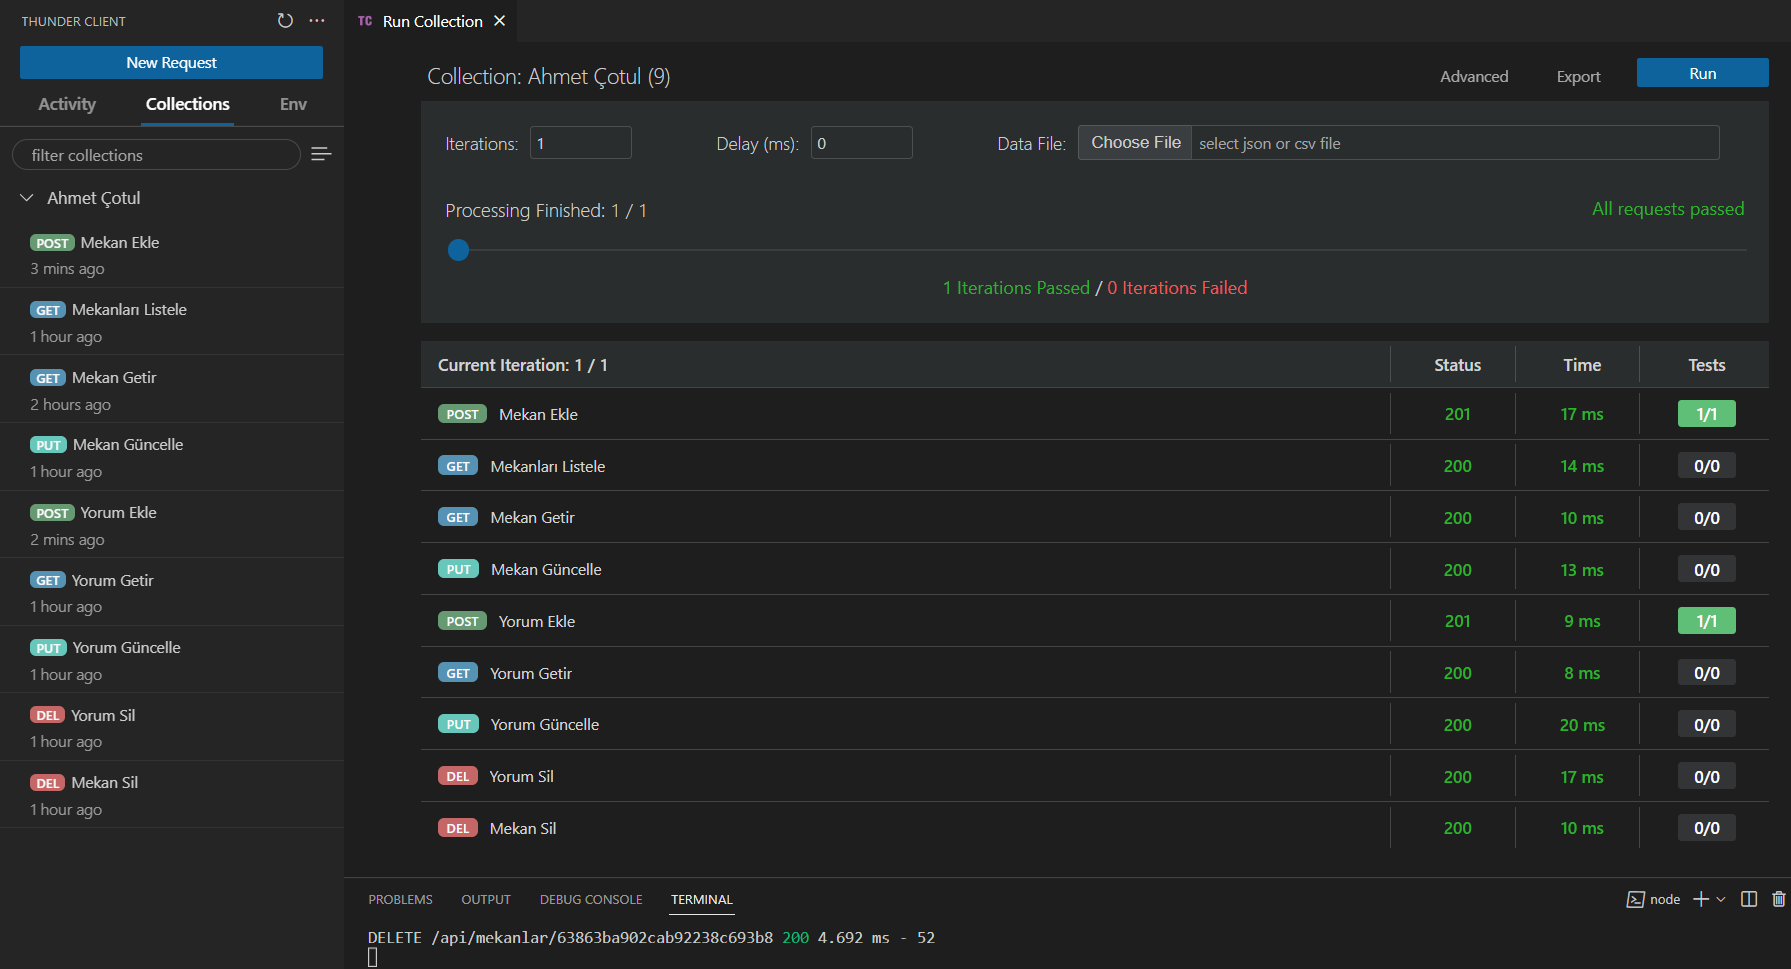 THUNDER CLIENT
New Request
Activity Collections Env
filter collections
Ahmet Çotul
POST Mekan Ekle
3 mins ago
GET Mekanları Listele
1 hour ago
GET Mekan Getir
2 hours ago
PUT Mekan Güncelle
1 hour ago
POST Yorum Ekle
2 mins ago
GET Yorum Getir
1 hour ago
PUT Yorum Güncelle
1 hour ago
DEL Yorum Sil
1 hour ago
DEL Mekan Sil
1 hour ago
TC Run Collection
Collection: Ahmet Çotul (9) Advanced Export Run
Iterations: 1 Delay (ms): 0 Data File: Choose File select json or csv file
Processing Finished: 1 / 1 All requests passed
1 Iterations Passed / 0 Iterations Failed
Current Iteration: 1 / 1 Status Time Tests
POST Mekan Ekle 201 17 ms 1/1
GET Mekanları Listele 200 14 ms 0/0
GET Mekan Getir 200 10 ms 0/0
PUT Mekan Güncelle 200 13 ms 0/0
POST Yorum Ekle 201 9 ms 1/1
GET Yorum Getir 200 8 ms 0/0
PUT Yorum Güncelle 200 20 ms 0/0
DEL Yorum Sil 200 17 ms 0/0
DEL Mekan Sil 200 10 ms 0/0
PROBLEMS OUTPUT DEBUG CONSOLE TERMINAL node
DELETE /api/mekanlar/63863ba902cab92238c693b8 200 4.692 ms - 52